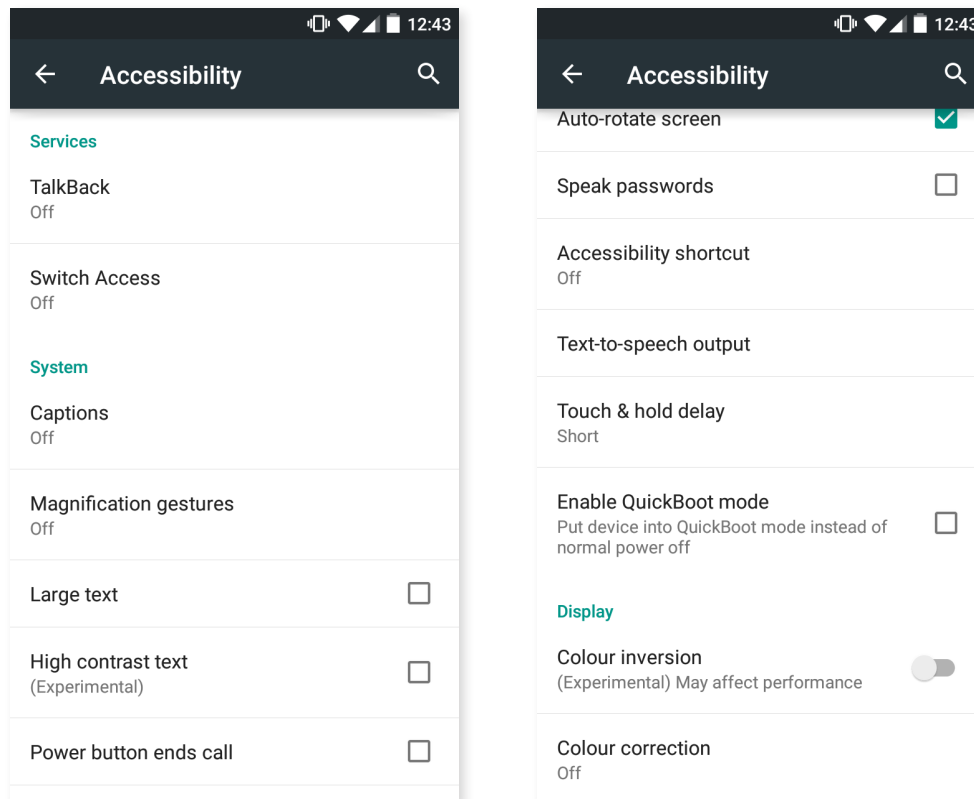 12:43
Accessibility
Services
TalkBack
Off
Switch Access
Off
System
Captions
Off
Magnification gestures
Off
Large text
High contrast text
(Experimental)
Power button ends call
12:43
Accessibility
Auto-rotate screen
Speak passwords
Accessibility shortcut
Off
Text-to-speech output
Touch & hold delay
Short
Enable QuickBoot mode
Put device into QuickBoot mode instead of
normal power off
Display
Colour inversion
(Experimental) May affect performance
Colour correction
Off